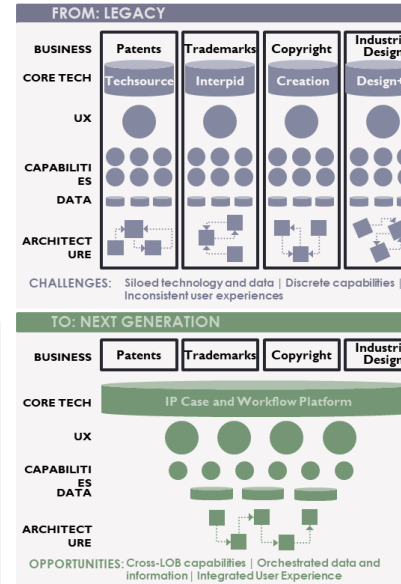 FROM: LEGACY
BUSINESS
Patents
Trademarks
Copyright
Industri
Design
CORE TECH
Techsource
Interpid
Creation
Design+
UX
CAPABILITI
ES
DATA
ARCHITECT
URE
CHALLENGES: Siloed technology and data | Discrete capabilities |
Inconsistent user experiences
TO: NEXT GENERATION
BUSINESS
Patents
Trademarks
Copyright
Industri
Design
CORE TECH
IP Case and Workflow Platform
UX
CAPABILITI
ES
DATA
ARCHITECT
URE
OPPORTUNITIES: Cross-LOB capabilities | Orchestrated data and
information | Integrated User Experience